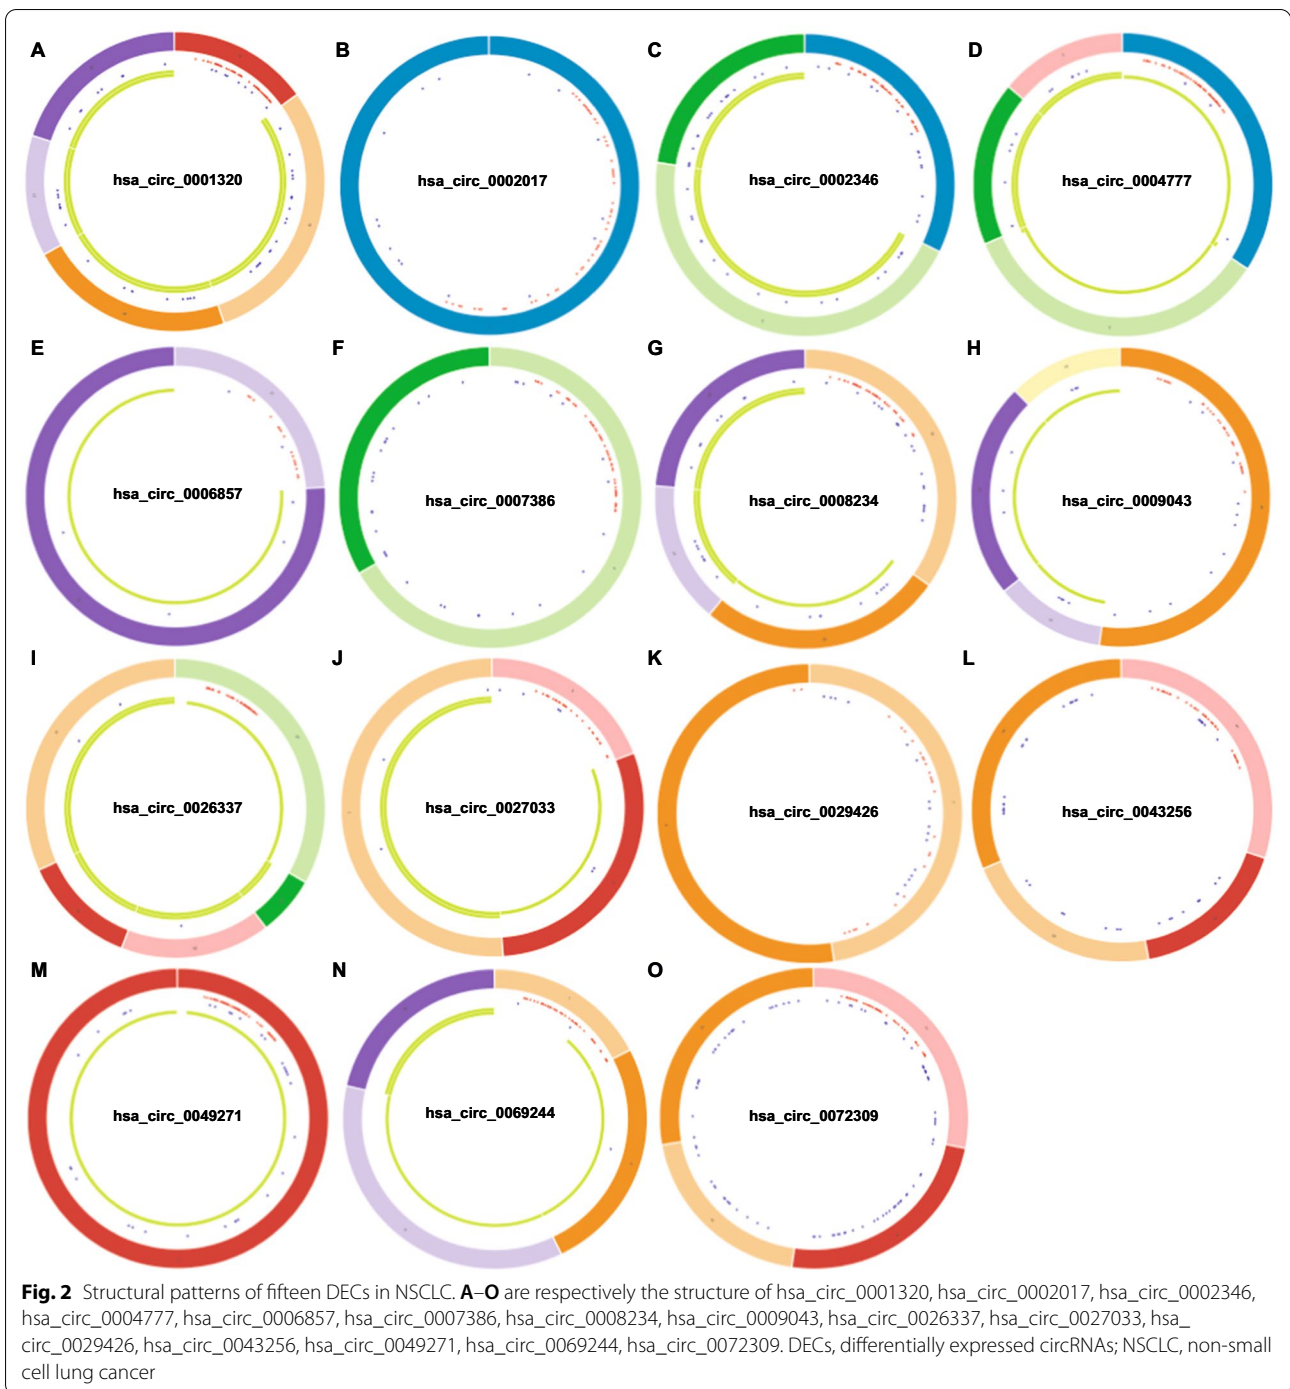 A
B
C
D
hsa_circ_0001320
hsa_circ_0002017
hsa_circ_0002346
hsa_circ_0004777
E
F
G
H
hsa_circ_0006857
hsa_circ_0007386
hsa_circ_0008234
hsa_circ_0009043
I
J
K
L
hsa_circ_0026337
hsa_circ_0027033
hsa_circ_0029426
hsa_circ_0043256
M
N
O
hsa_circ_0049271
hsa_circ_0069244
hsa_circ_0072309
Fig. 2 Structural patterns of fifteen DECs in NSCLC. A–O are respectively the structure of hsa_circ_0001320, hsa_circ_0002017, hsa_circ_0002346,
hsa_circ_0004777, hsa_circ_0006857, hsa_circ_0007386, hsa_circ_0008234, hsa_circ_0009043, hsa_circ_0026337, hsa_circ_0027033, hsa_
circ_0029426, hsa_circ_0043256, hsa_circ_0049271, hsa_circ_0069244, hsa_circ_0072309. DECs, differentially expressed circRNAs; NSCLC, non-small
cell lung cancer